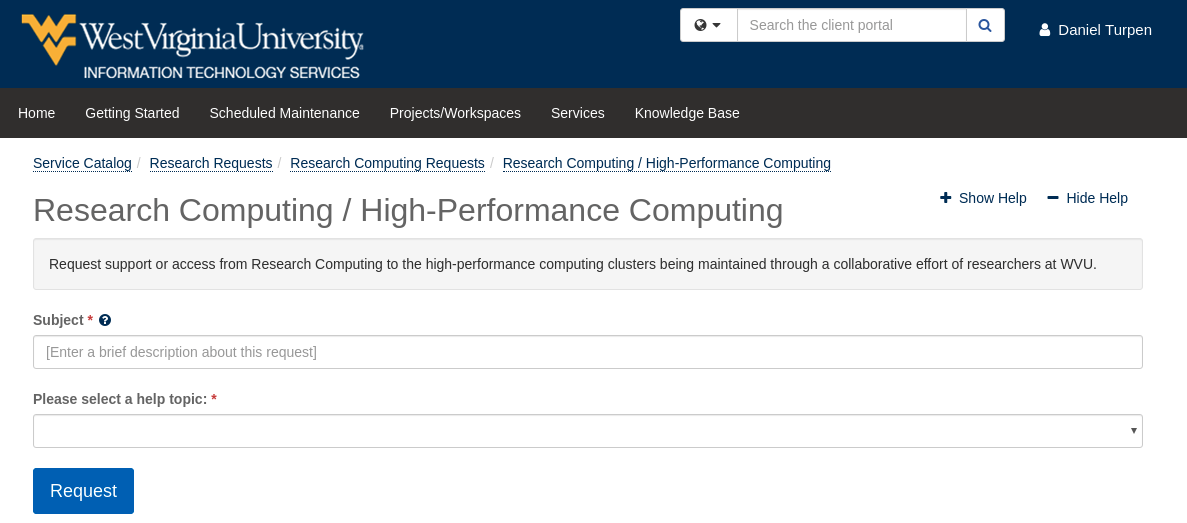 West Virginia University
INFORMATION TECHNOLOGY SERVICES
Search the client portal
Daniel Turpen
Home Getting Started Scheduled Maintenance Projects/Workspaces Services Knowledge Base
Service Catalog / Research Requests / Research Computing Requests / Research Computing / High-Performance Computing
Show Help Hide Help
Research Computing / High-Performance Computing
Request support or access from Research Computing to the high-performance computing clusters being maintained through a collaborative effort of researchers at WVU.
Subject *
[Enter a brief description about this request]
Please select a help topic: *
Request